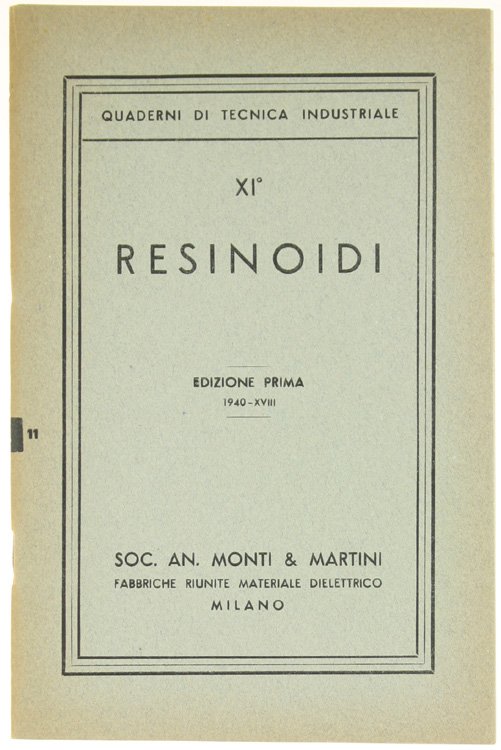 QUADERNI DI TECNICA INDUSTRIALE
XI°
RESINOIDI
EDIZIONE PRIMA
1940-XVIII
11
SOC. AN. MONTI & MARTINI
FABBRICHE RIUNITE MATERIALE DIELETTRICO
MILANO